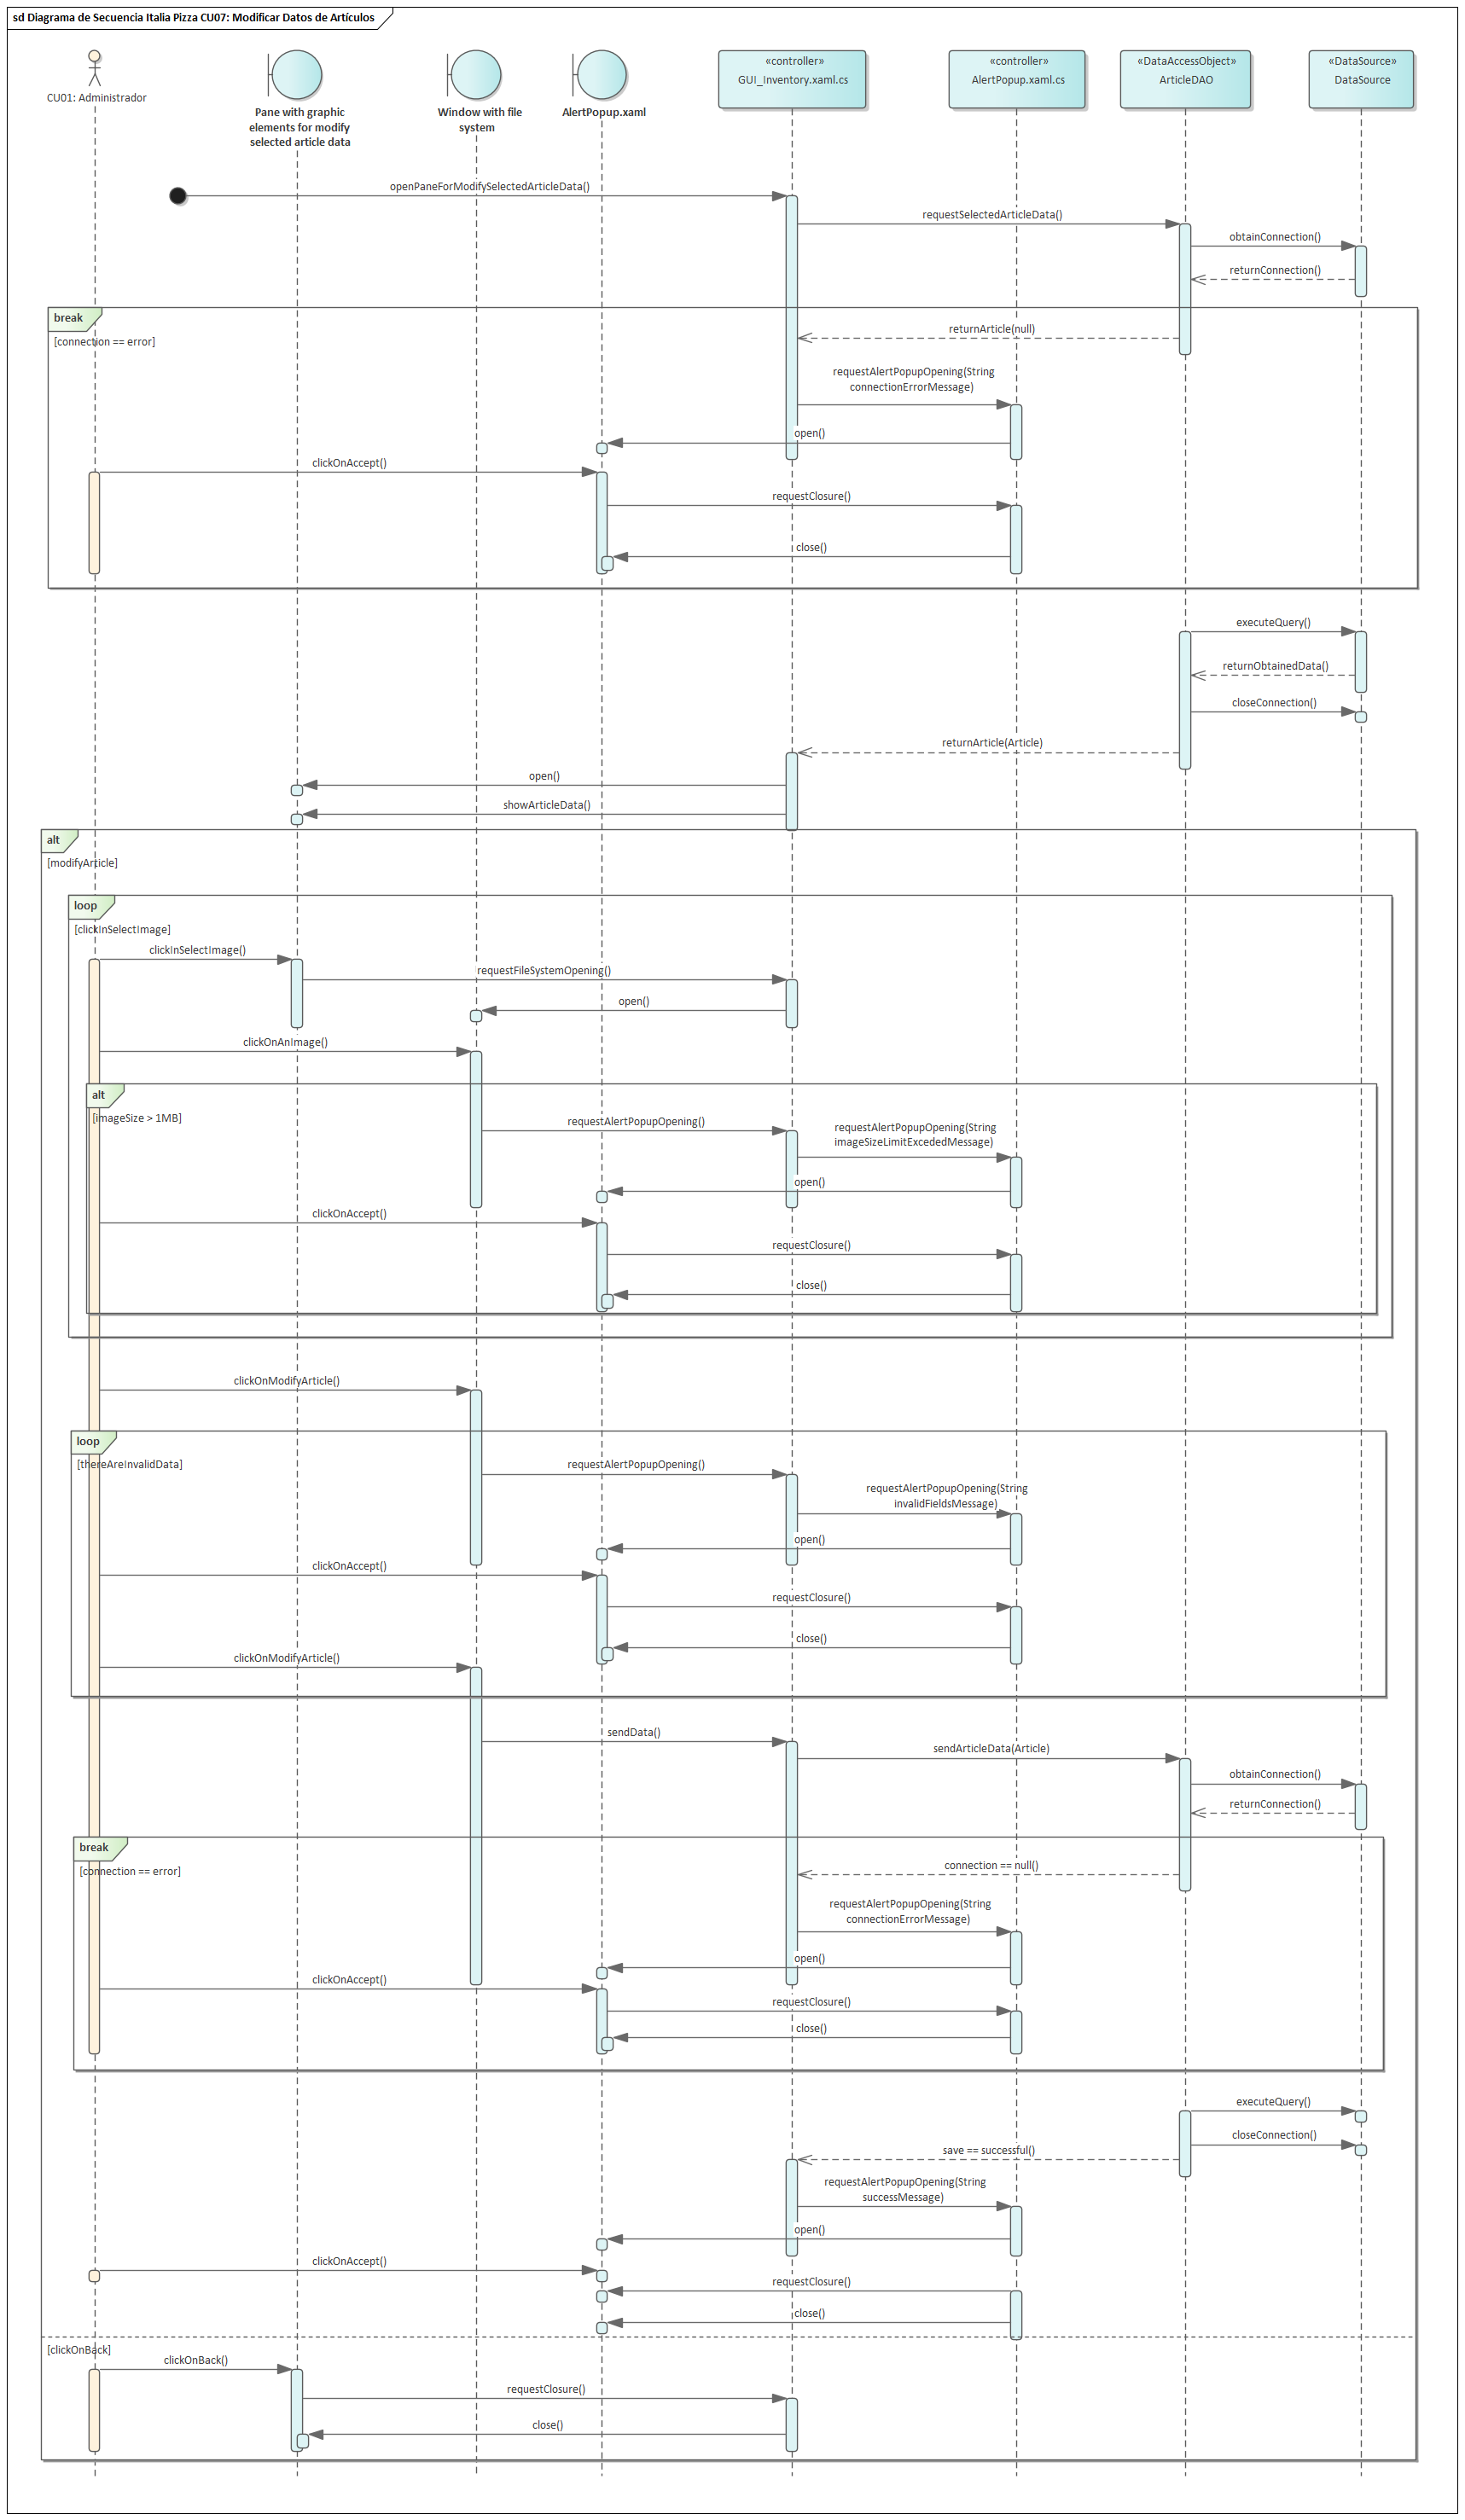 sd Diagrama de Secuencia Italia Pizza CU07: Modificar Datos de Artículos
CU01: Administrador
Pane with graphic
elements for modify
selected article data
Window with file
system
AlertPopup.xaml
«controller»
GUI_Inventory.xaml.cs
«controller»
AlertPopup.xaml.cs
«DataAccessObject»
ArticleDAO
«DataSource»
DataSource
openPaneForModifySelectedArticleData()
requestSelectedArticleData()
obtainConnection()
returnConnection()
break
[connection == error]
returnArticle(null)
requestAlertPopupOpening(String
connectionErrorMessage)
open()
clickOnAccept()
requestClosure()
close()
executeQuery()
returnObtainedData()
closeConnection()
returnArticle(Article)
open()
showArticleData()
alt
[modifyArticle]
loop
[clickInSelectImage]
clickInSelectImage()
requestFileSystemOpening()
open()
clickOnAnImage()
alt
[imageSize > 1MB]
requestAlertPopupOpening()
requestAlertPopupOpening(String
imageSizeLimitExcededMessage)
open()
clickOnAccept()
requestClosure()
close()
clickOnModifyArticle()
loop
[thereAreInvalidData]
requestAlertPopupOpening()
requestAlertPopupOpening(String
invalidFieldsMessage)
open()
clickOnAccept()
requestClosure()
close()
clickOnModifyArticle()
sendData()
sendArticleData(Article)
obtainConnection()
returnConnection()
break
[connection == error]
connection == null()
requestAlertPopupOpening(String
connectionErrorMessage)
open()
clickOnAccept()
requestClosure()
close()
executeQuery()
closeConnection()
save == successful()
requestAlertPopupOpening(String
successMessage)
open()
clickOnAccept()
requestClosure()
close()
[clickOnBack]
clickOnBack()
requestClosure()
close()